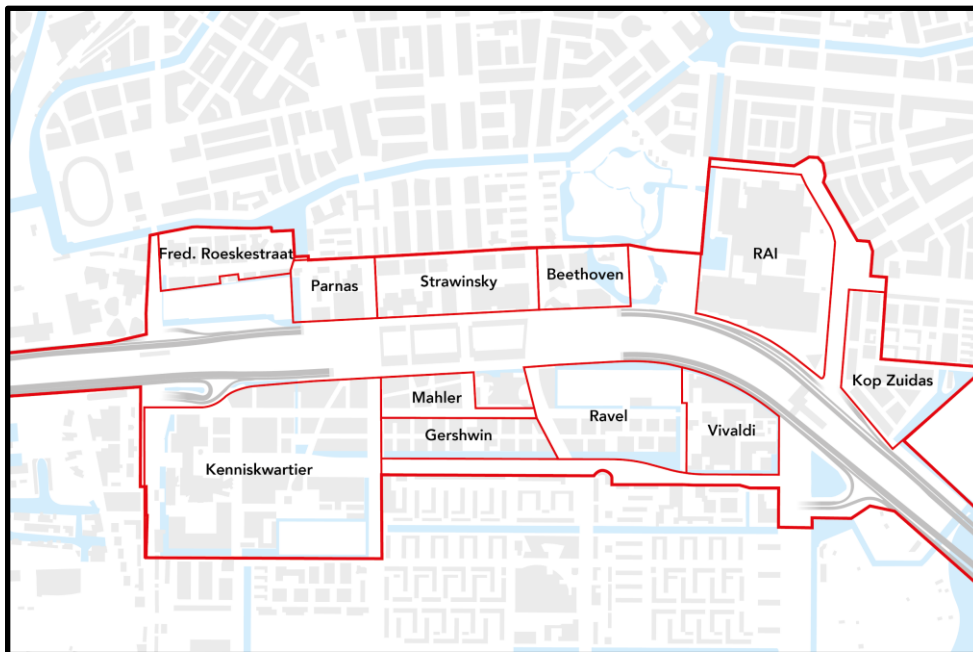 Fred. Roeskestraat
Parnas
Strawinsky
Beethoven
RAI
Kop Zuidas
Mahler
Gershwin
Ravel
Vivaldi
Kenniskwartier